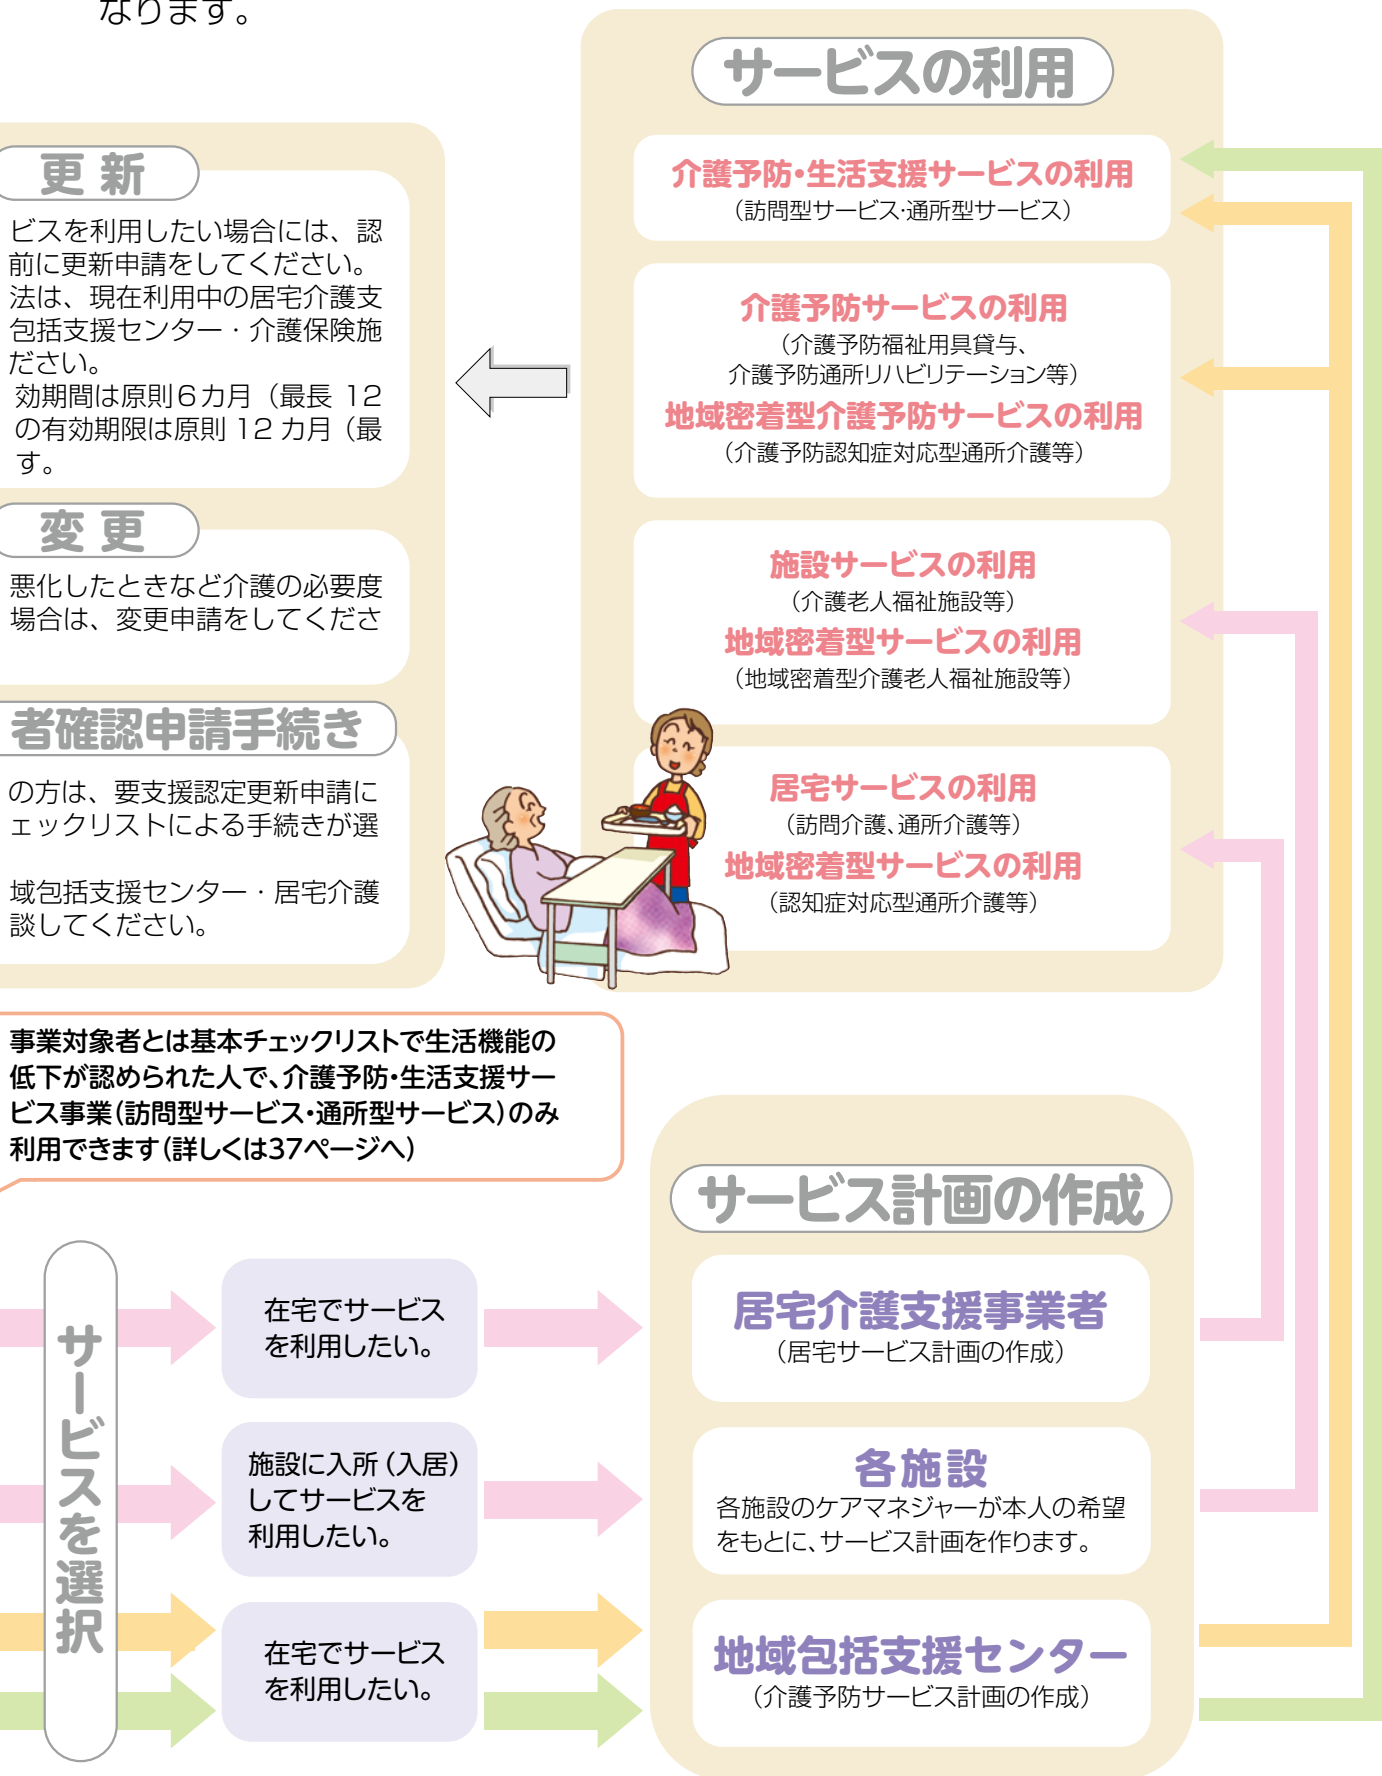 なります。
更 新
ビスを利用したい場合には、認
前に更新申請をしてください。
法は、現在利用中の居宅介護支
包括支援センター・介護保険施
ださい。
効期間は原則6カ月（最長 12
の有効期限は原則 12 カ月（最
す。
変 更
悪化したときなど介護の必要度
場合は、変更申請をしてくださ
者確認申請手続き
の方は、要支援認定更新申請に
ェックリストによる手続きが選
域包括支援センター・居宅介護
談してください。
サービスの利用
介護予防・生活支援サービスの利用
（訪問型サービス・通所型サービス）
介護予防サービスの利用
（介護予防福祉用具貸与、
介護予防通所リハビリテーション等）
地域密着型介護予防サービスの利用
（介護予防認知症対応型通所介護等）
施設サービスの利用
（介護老人福祉施設等）
地域密着型サービスの利用
（地域密着型介護老人福祉施設等）
居宅サービスの利用
（訪問介護、通所介護等）
地域密着型サービスの利用
（認知症対応型通所介護等）
事業対象者とは基本チェックリストで生活機能の
低下が認められた人で、介護予防・生活支援サー
ビス事業（訪問型サービス・通所型サービス）のみ
利用できます（詳しくは37ページへ）
サービスを選択
在宅でサービス
を利用したい。
施設に入所（入居）
してサービスを
利用したい。
在宅でサービス
を利用したい。
サービス計画の作成
居宅介護支援事業者
（居宅サービス計画の作成）
各施設
各施設のケアマネジャーが本人の希望
をもとに、サービス計画を作ります。
地域包括支援センター
（介護予防サービス計画の作成）